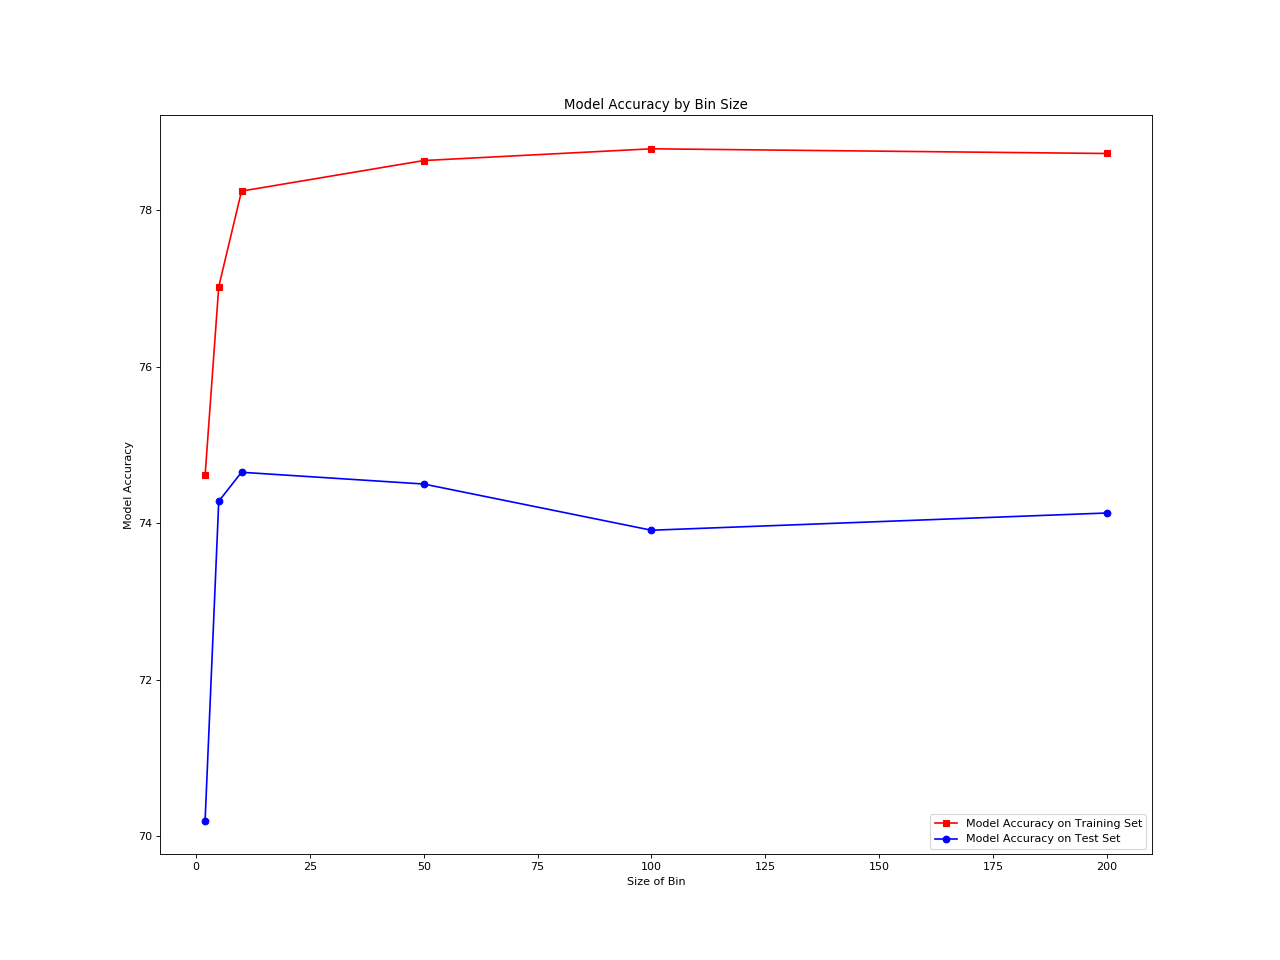 Model Accuracy by Bin Size
Model Accuracy
78
76
74
72
70
0 25 50 75 100 125 150 175 200
Size of Bin
Model Accuracy on Training Set
Model Accuracy on Test Set